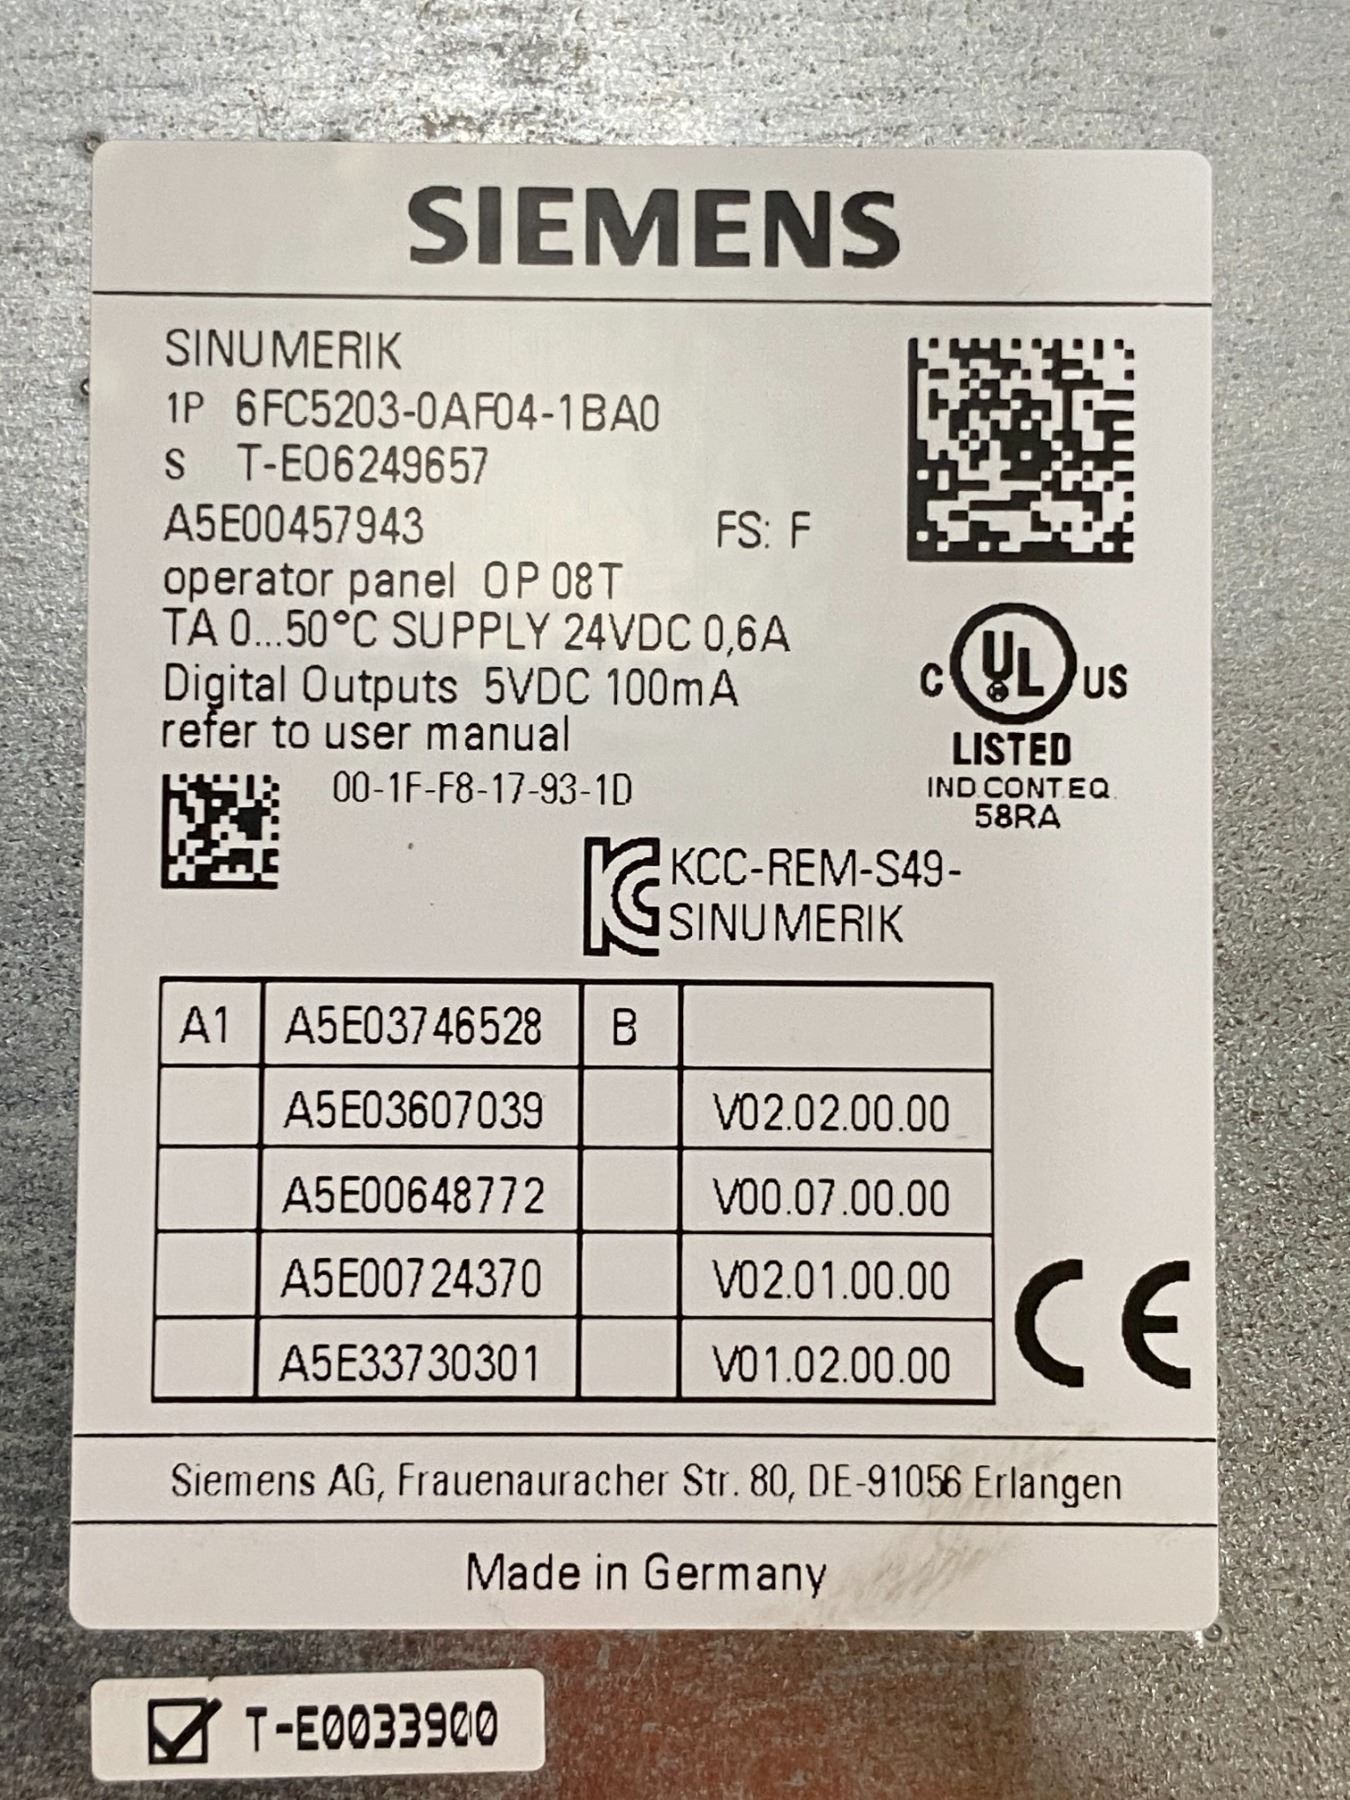 SIEMENS
SINUMERIK
1P 6FC5203-0AF04-1BA0
S T-EO6249657
A5E00457943 FS: F
operator panel OP 08T
TA 0...50°C SUPPLY 24VDC 0,6A
Digital Outputs 5VDC 100mA
refer to user manual
00-1F-F8-17-93-1D
C UL US
LISTED
IND.CONT.EQ.
58RA
KCC-REM-S49-
SINUMERIK
A1 A5E03746528 B
A5E03607039 V02.02.00.00
A5E00648772 V00.07.00.00
A5E00724370 V02.01.00.00
A5E33730301 V01.02.00.00
CE
Siemens AG, Frauenauracher Str. 80, DE-91056 Erlangen
Made in Germany
T-E0033900